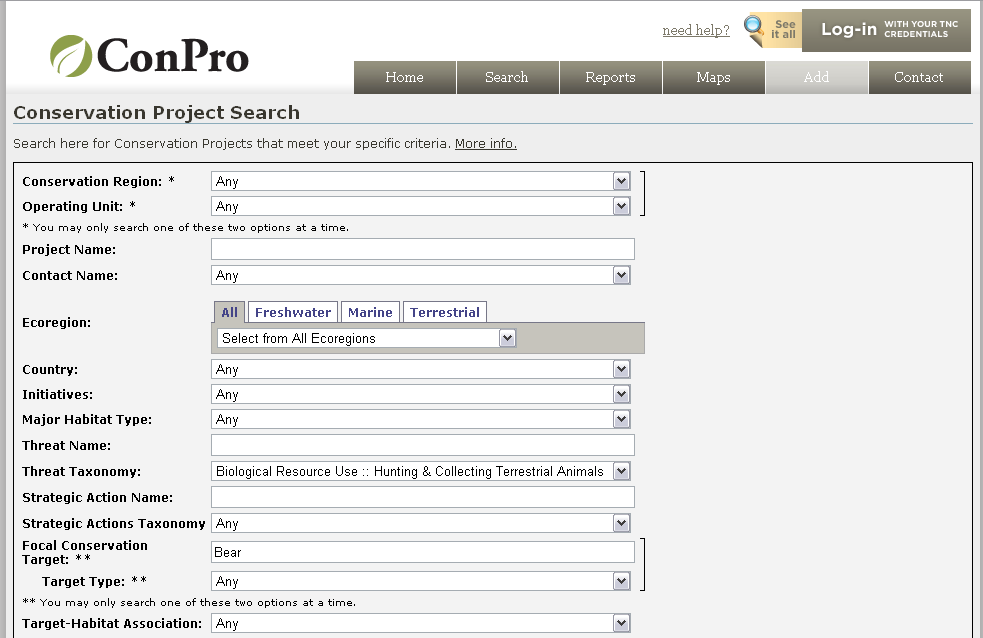 need help?
See it all
Log-in WITH YOUR TNC CREDENTIALS
ConPro
Home Search Reports Maps Add Contact
Conservation Project Search
Search here for Conservation Projects that meet your specific criteria. More info.
Conservation Region: * Any
Operating Unit: * Any
* You may only search one of these two options at a time.
Project Name:
Contact Name: Any
All Freshwater Marine Terrestrial
Ecoregion:
Select from All Ecoregions
Country: Any
Initiatives: Any
Major Habitat Type: Any
Threat Name:
Threat Taxonomy: Biological Resource Use :: Hunting & Collecting Terrestrial Animals
Strategic Action Name:
Strategic Actions Taxonomy Any
Focal Conservation
Target: ** Bear
Target Type: ** Any
** You may only search one of these two options at a time.
Target-Habitat Association: Any